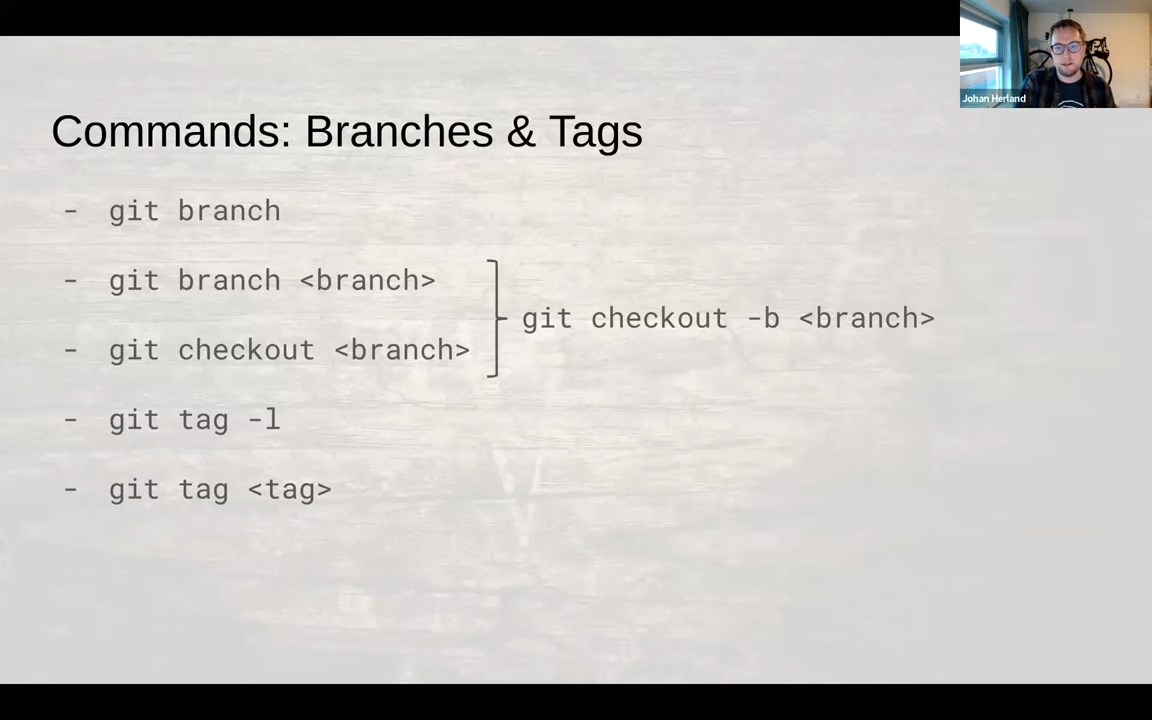 Johan Herland
Commands: Branches & Tags
- git branch
- git branch <branch>
git checkout -b <branch>
- git checkout <branch>
- git tag -l
- git tag <tag>